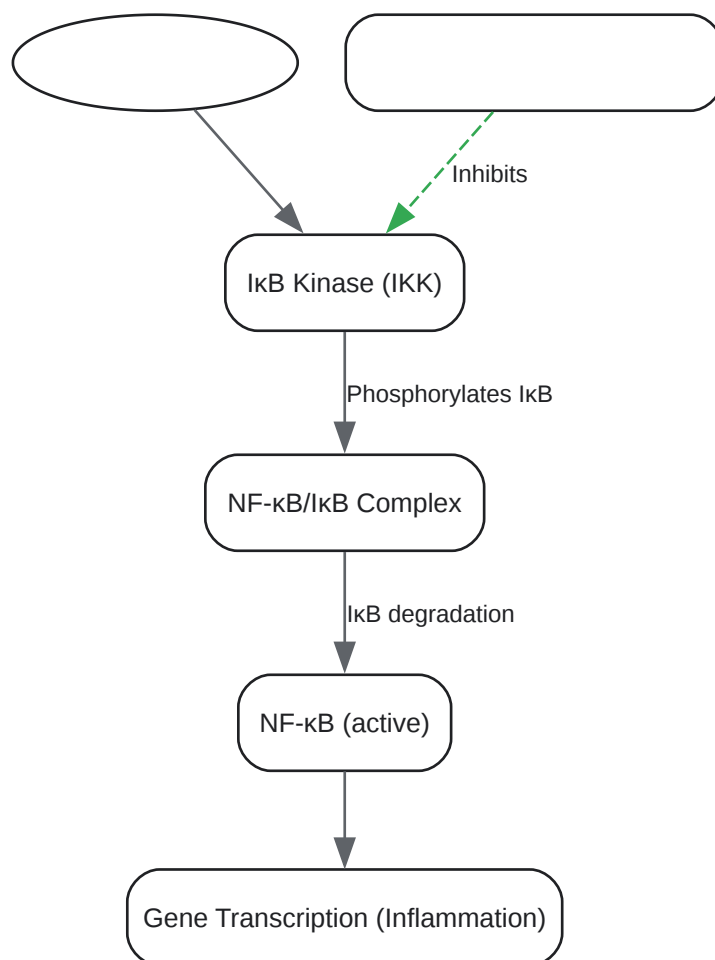 Inhibits
IκB Kinase (IKK)
Phosphorylates IκB
NF-κB/IκB Complex
IκB degradation
NF-κB (active)
Gene Transcription (Inflammation)